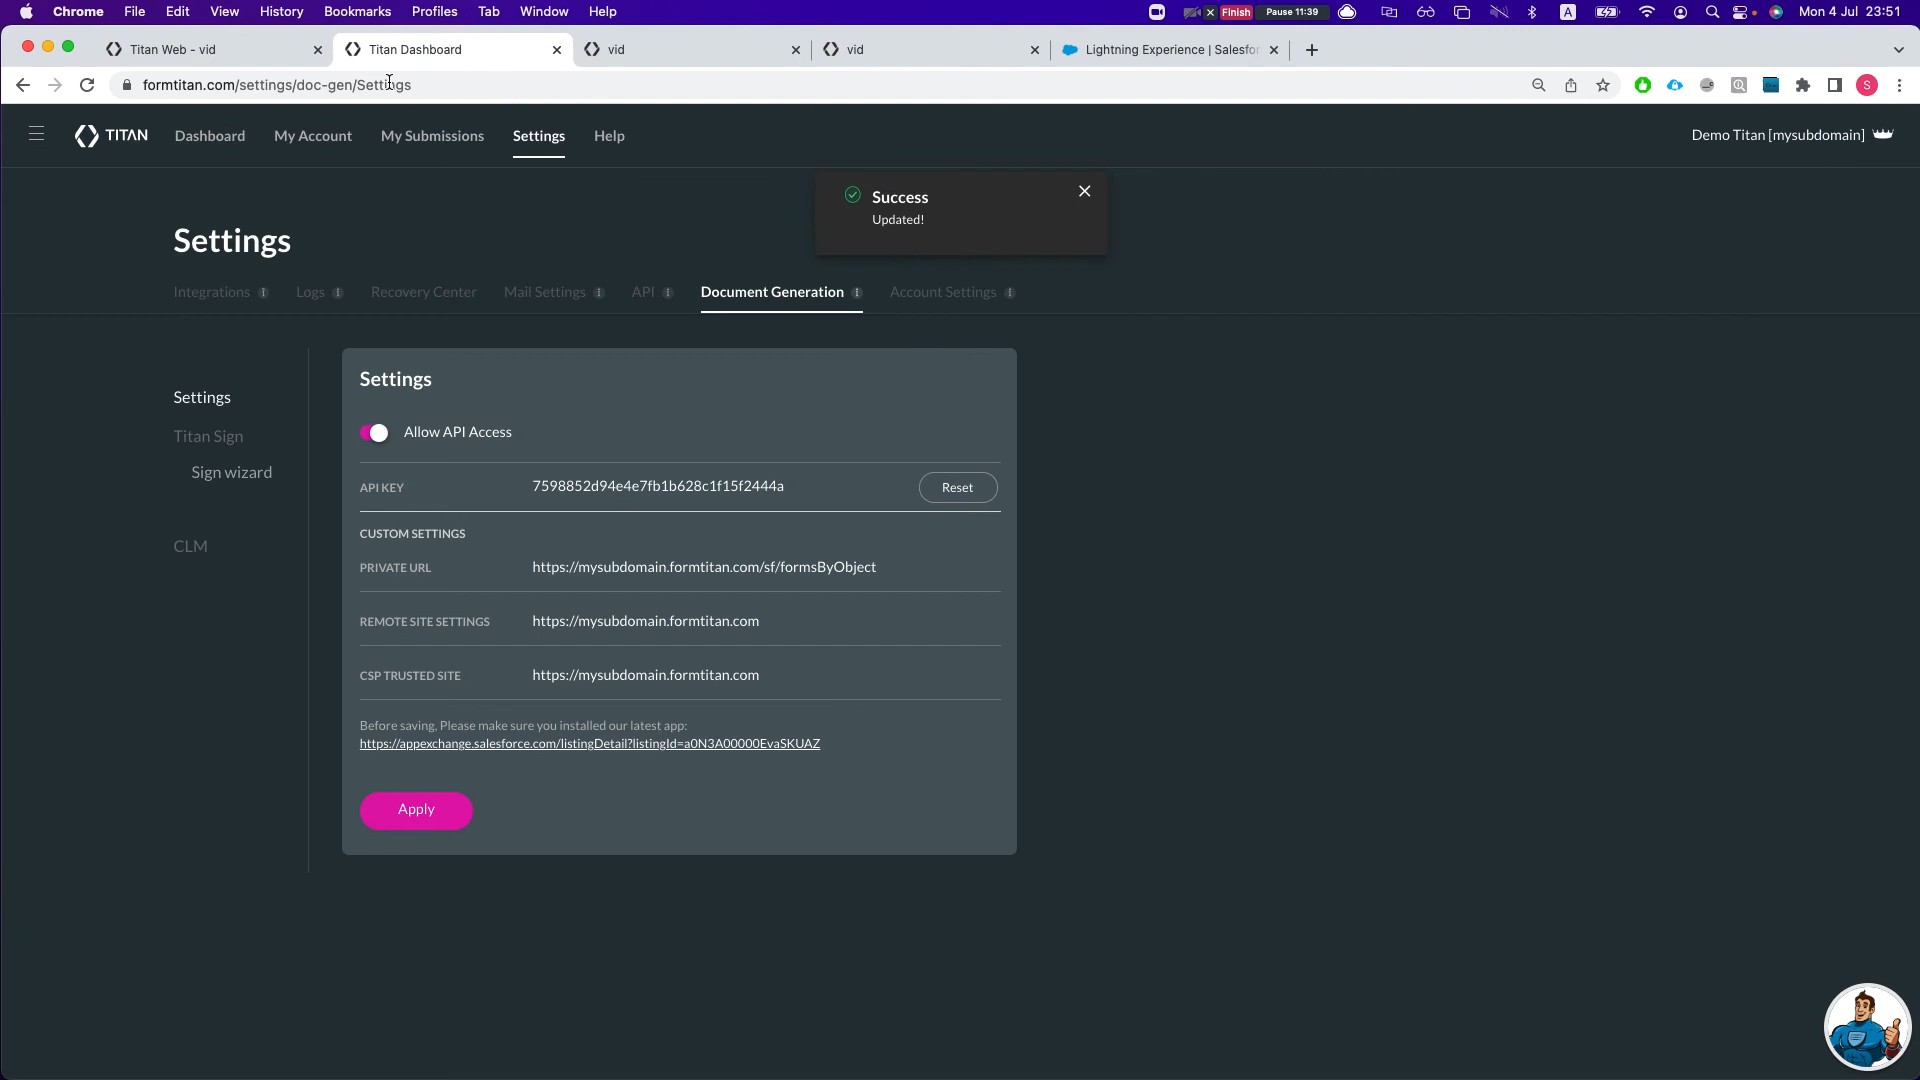 Chrome File Edit View History Bookmarks Profiles Tab Window Help Finish Pause 11:39 A Mon 4 Jul 23:51
Titan Web - vid Titan Dashboard vid vid Lightning Experience | Salesfor
formtitan.com/settings/doc-gen/Settings S
TITAN Dashboard My Account My Submissions Settings Help Demo Titan [mysubdomain]
Success
Updated!
Settings
Integrations Logs Recovery Center Mail Settings API Document Generation Account Settings
Settings
Titan Sign
Sign wizard
CLM
Settings
Allow API Access
API KEY 7598852d94e4e7fb1b628c1f15f2444a Reset
CUSTOM SETTINGS
PRIVATE URL https://mysubdomain.formtitan.com/sf/formsByObject
REMOTE SITE SETTINGS https://mysubdomain.formtitan.com
CSP TRUSTED SITE https://mysubdomain.formtitan.com
Before saving, Please make sure you installed our latest app:
https://appexchange.salesforce.com/listingDetail?listingId=a0N3A00000EvaSKUAZ
Apply